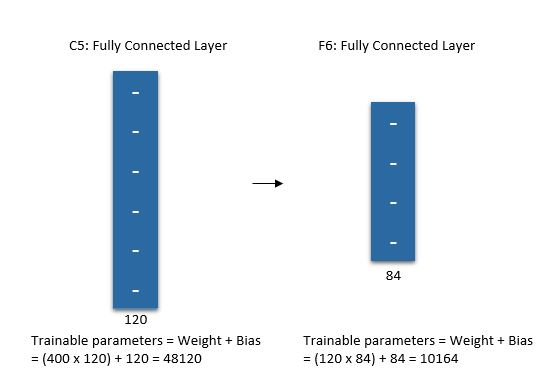 C5: Fully Connected Layer
F6: Fully Connected Layer
120
84
Trainable parameters = Weight + Bias
= (400 x 120) + 120 = 48120
Trainable parameters = Weight + Bias
= (120 x 84) + 84 = 10164